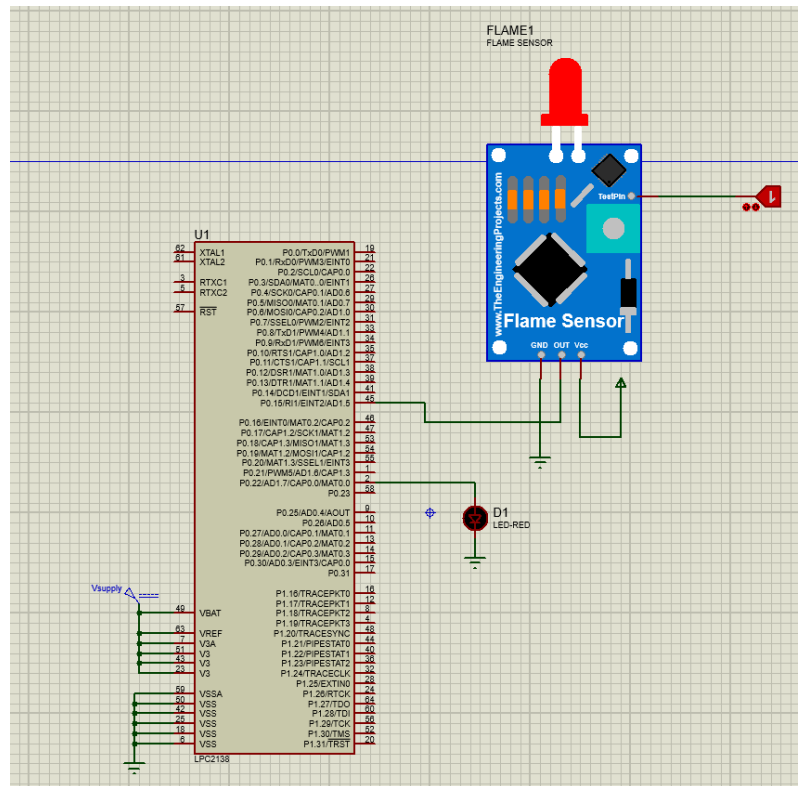 FLAME1
FLAME SENSOR
www.TheEngineeringProjects.com
TestPin
1
Flame Sensor
GND OUT Vcc
U1
62 XTAL1
61 XTAL2
3 RTXC1
5 RTXC2
57 RST
P0.0/TxD0/PWM1 19
P0.1/RxD0/PWM3/EINT0 21
P0.2/SCL0/CAP0.0 22
P0.3/SDA0/MAT0..0/EINT1 26
P0.4/SCK0/CAP0.1/AD0.6 27
P0.5/MISO0/MAT0.1/AD0.7 29
P0.6/MOSI0/CAP0.2/AD1.0 30
P0.7/SSEL0/PWM2/EINT2 31
P0.8/TxD1/PWM4/AD1.1 33
P0.9/RxD1/PWM6/EINT3 34
P0.10/RTS1/CAP1.0/AD1.2 35
P0.11/CTS1/CAP1.1/SCL1 37
P0.12/DSR1/MAT1.0/AD1.3 38
P0.13/DTR1/MAT1.1/AD1.4 39
P0.14/DCD1/EINT1/SDA1 41
P0.15/RI1/EINT2/AD1.5 45
P0.16/EINT0/MAT0.2/CAP0.2 46
P0.17/CAP1.2/SCK1/MAT1.2 47
P0.18/CAP1.3/MISO1/MAT1.3 53
P0.19/MAT1.2/MOSI1/CAP1.2 54
P0.20/MAT1.3/SSEL1/EINT3 55
P0.21/PWM5/AD1.6/CAP1.3 1
P0.22/AD1.7/CAP0.0/MAT0.0 2
P0.23 58
P0.25/AD0.4/AOUT 9
P0.26/AD0.5 10
P0.27/AD0.0/CAP0.1/MAT0.1 11
P0.28/AD0.1/CAP0.2/MAT0.2 13
P0.29/AD0.2/CAP0.3/MAT0.3 14
P0.30/AD0.3/EINT3/CAP0.0 15
P0.31 17
D1
LED-RED
Vsupply
49 VBAT
63 VREF
7 V3A
51 V3
43 V3
23 V3
59 VSSA
50 VSS
42 VSS
25 VSS
18 VSS
6 VSS
P1.16/TRACEPKT0 16
P1.17/TRACEPKT1 12
P1.18/TRACEPKT2 8
P1.19/TRACEPKT3 4
P1.20/TRACESYNC 48
P1.21/PIPESTAT0 44
P1.22/PIPESTAT1 40
P1.23/PIPESTAT2 36
P1.24/TRACECLK 32
P1.25/EXTIN0 28
P1.26/RTCK 24
P1.27/TDO 64
P1.28/TDI 60
P1.29/TCK 56
P1.30/TMS 52
P1.31/TRST 20
LPC2138